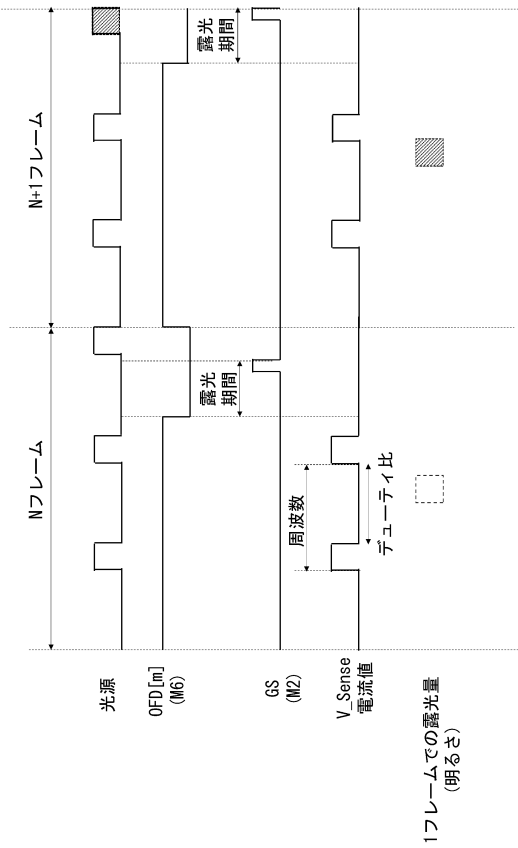 Nフレーム
N+1フレーム
光源
OFD[m]
(M6)
露光
期間
露光
期間
GS
(M2)
周波数
デューティ比
V_Sense
電流値
1フレームでの露光量
(明るさ)